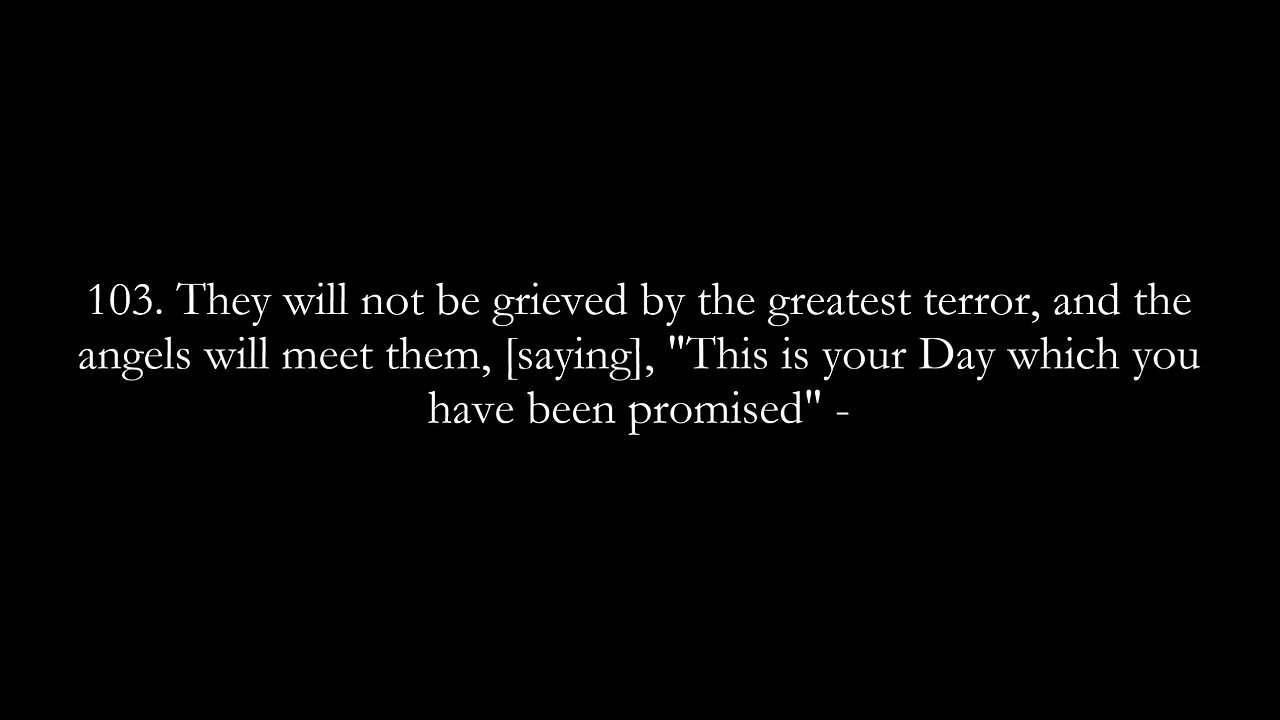 103. They will not be grieved by the greatest terror, and the
angels will meet them, [saying], "This is your Day which you
have been promised" -